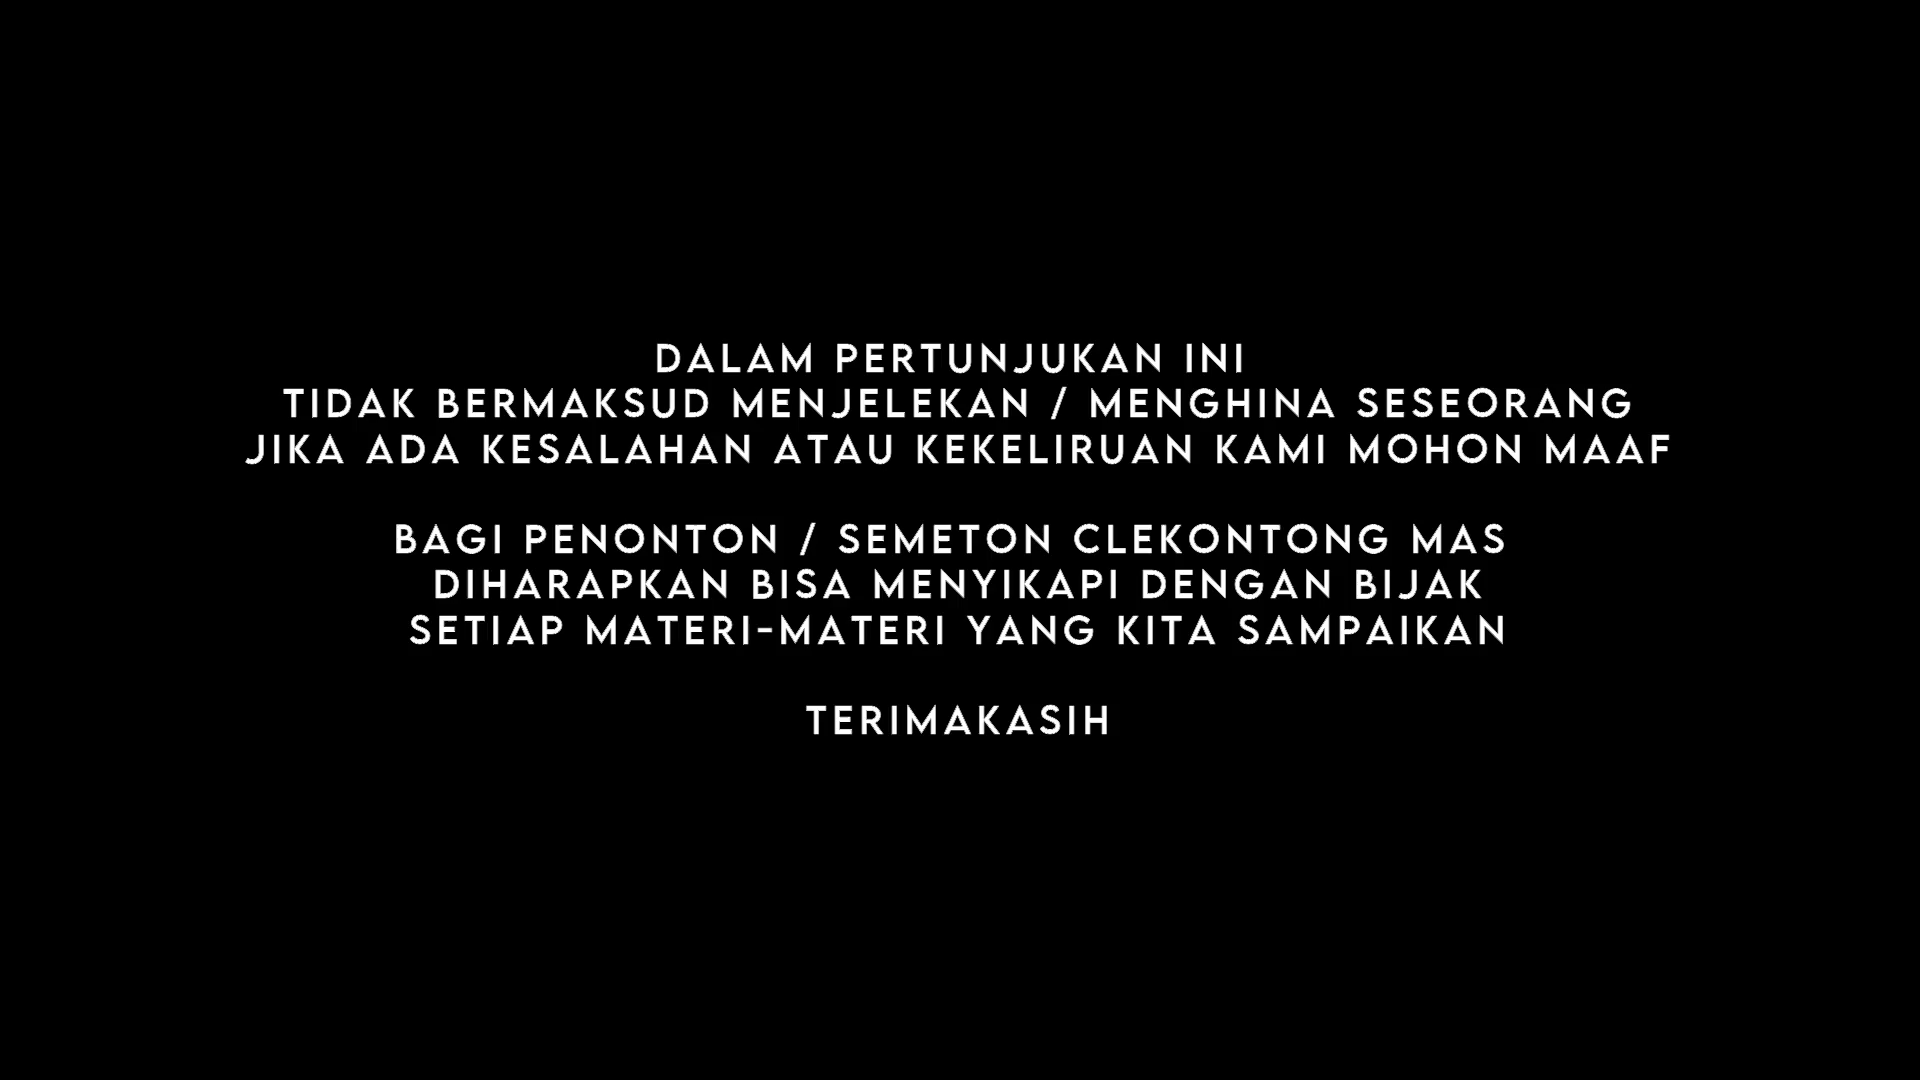 DALAM PERTUNJUKAN INI
TIDAK BERMAKSUD MENJELEKAN / MENGHINA SESEORANG
JIKA ADA KESALAHAN ATAU KEKELIRUAN KAMI MOHON MAAF
BAGI PENONTON / SEMETON CLEKONTONG MAS
DIHARAPKAN BISA MENYIKAPI DENGAN BIJAK
SETIAP MATERI-MATERI YANG KITA SAMPAIKAN
TERIMAKASIH